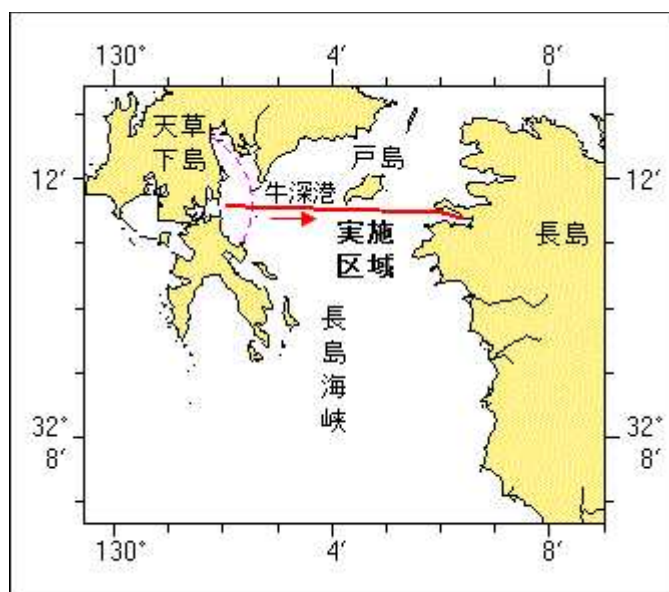 130° 4′ 8′
天草
下島
戸島
12′ 12′
牛深港
実施
区域
長島
長島海峡
32°
8′
32°
8′
130° 4′ 8′